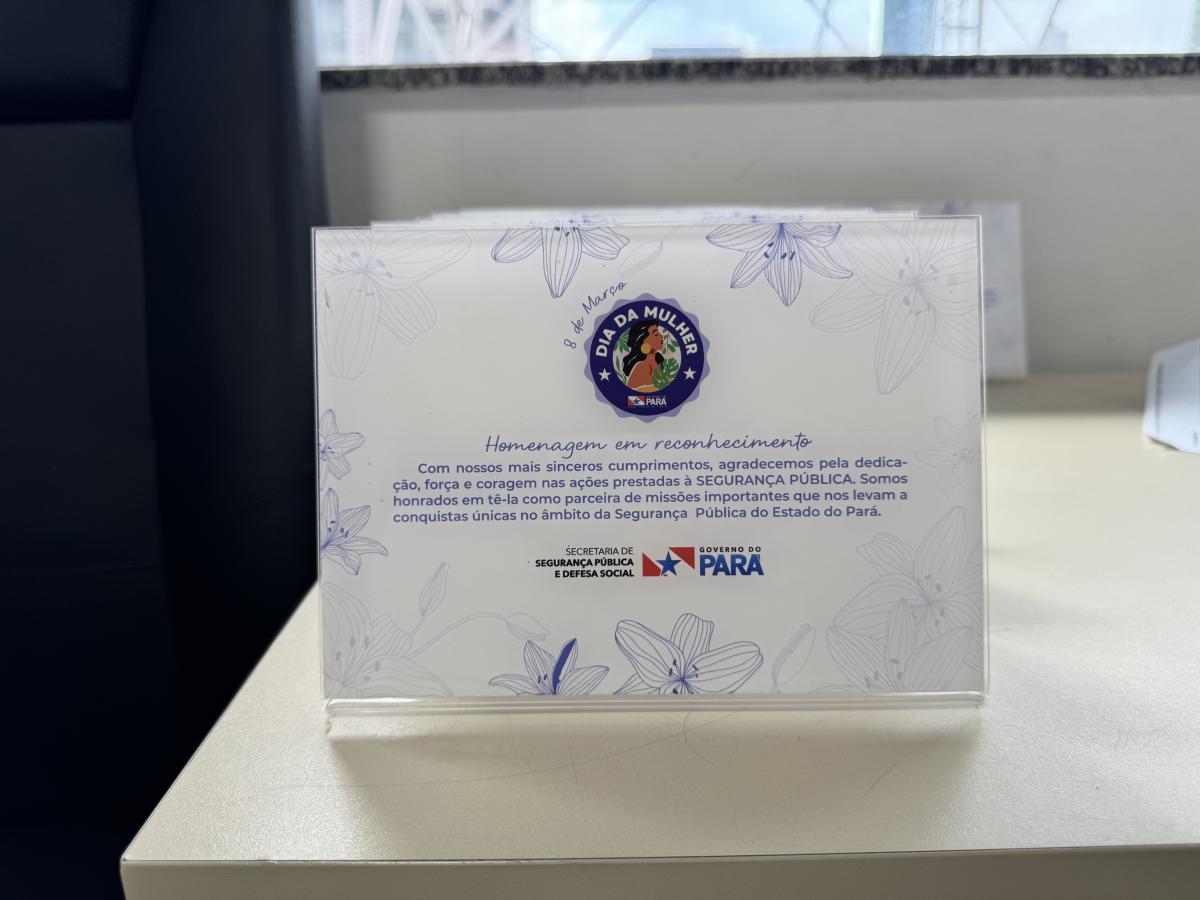 8 de Março
DIA DA MULHER
PARÁ
Homenagem em reconhecimento
Com nossos mais sinceros cumprimentos, agradecemos pela dedica-
ção, força e coragem nas ações prestadas à SEGURANÇA PÚBLICA. Somos
honrados em tê-la como parceira de missões importantes que nos levam a
conquistas únicas no âmbito da Segurança Pública do Estado do Pará.
SECRETARIA DE
SEGURANÇA PÚBLICA
E DEFESA SOCIAL
GOVERNO DO
PARÁ